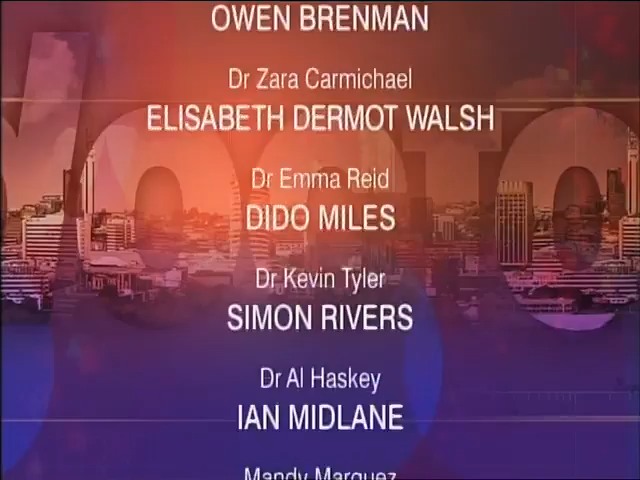 OWEN BRENMAN
Dr Zara Carmichael
ELISABETH DERMOT WALSH
Dr Emma Reid
DIDO MILES
Dr Kevin Tyler
SIMON RIVERS
Dr Al Haskey
IAN MIDLANE
Mandy Marquez